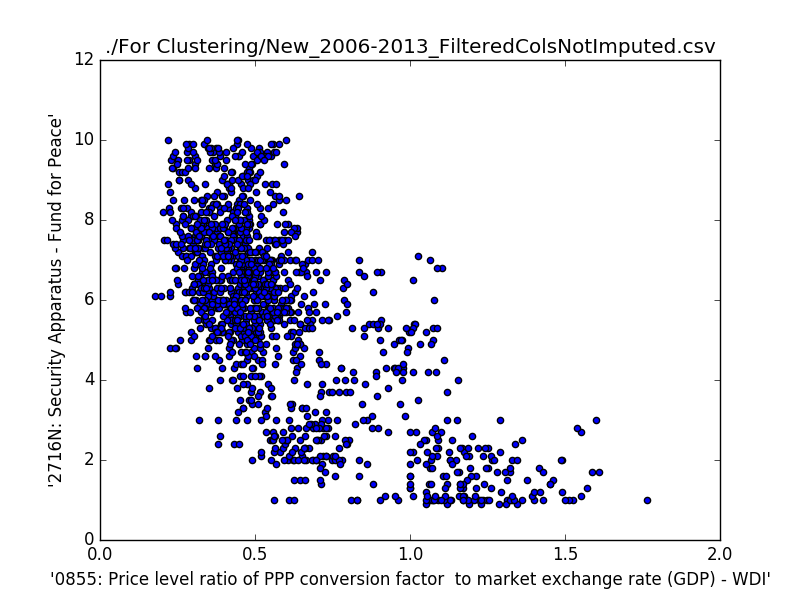 ./For Clustering/New_2006-2013_FilteredColsNotImputed.csv
12
10
8
6
4
2
0
'2716N: Security Apparatus - Fund for Peace'
0.0 0.5 1.0 1.5 2.0
'0855: Price level ratio of PPP conversion factor  to market exchange rate (GDP) - WDI'